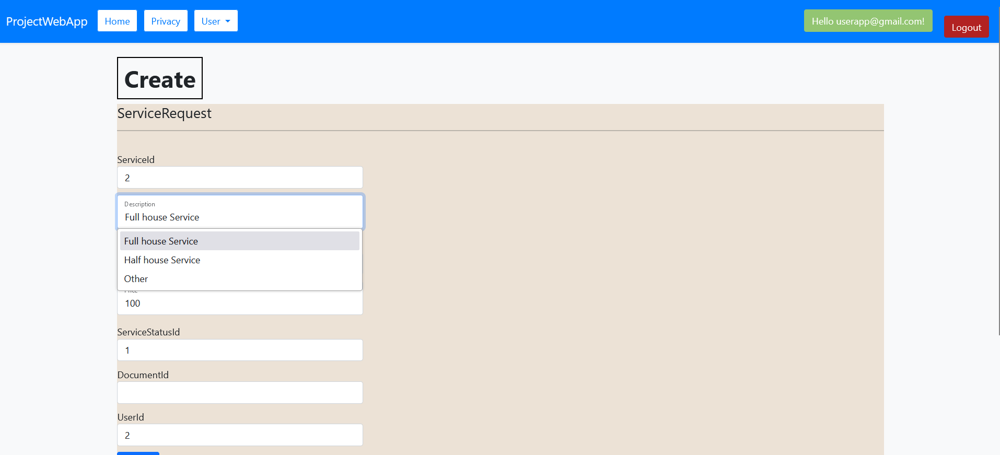 ProjectWebApp Home Privacy User Hello userapp@gmail.com! Logout
Create
ServiceRequest
ServiceId
2
Description
Full house Service
Full house Service
Half house Service
Other
Price
100
ServiceStatusId
1
DocumentId
UserId
2